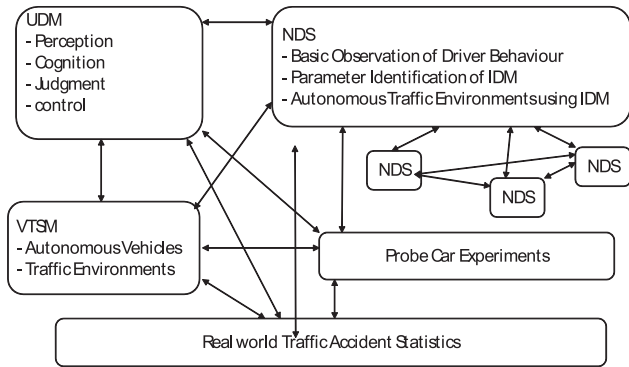 UDM
- Perception
- Cognition
- Judgment
- control
NDS
- Basic Observation of Driver Behaviour
- Parameter Identification of IDM
- Autonomous Traffic Environments using IDM
NDS
NDS
NDS
VTSM
- Autonomous Vehicles
- Traffic Environments
Probe Car Experiments
Real world Traffic Accident Statistics